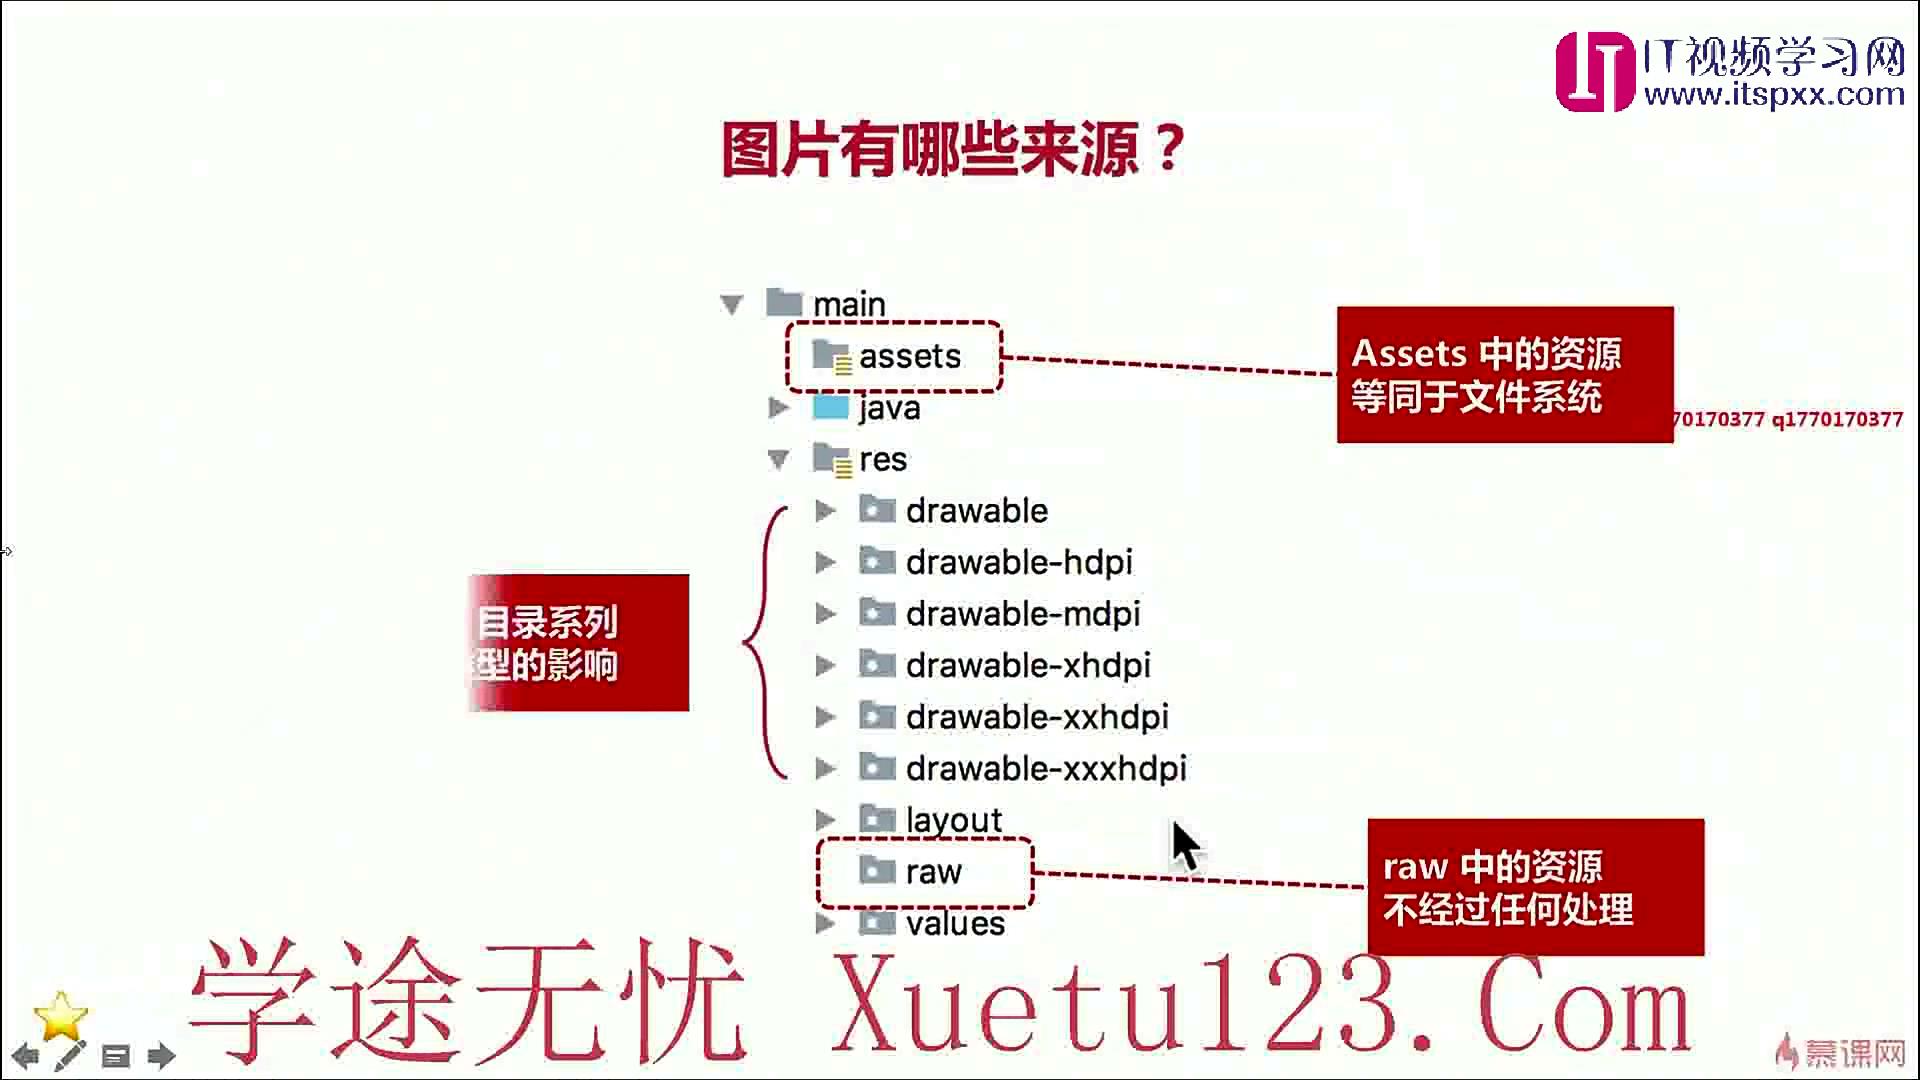 IT视频学习网
www.itspxx.com
图片有哪些来源？
main
assets
java
res
drawable
drawable-hdpi
drawable-mdpi
drawable-xhdpi
drawable-xxhdpi
drawable-xxxhdpi
layout
raw
values
Assets 中的资源
等同于文件系统
70170377 q1770170377
目录系列
型的影响
raw 中的资源
不经过任何处理
学途无忧 Xuetu123.Com
慕课网